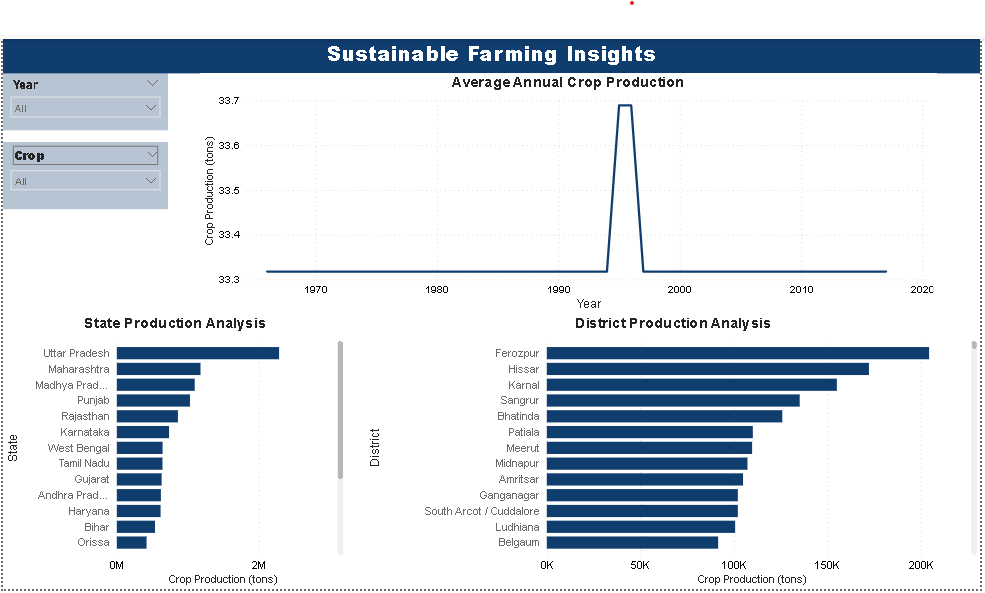 Sustainable Farming Insights
Year
All
Crop
All
Average Annual Crop Production
Crop Production (tons)
33.7
33.6
33.5
33.4
33.3
1970
1980
1990
2000
2010
2020
Year
State Production Analysis
State
Uttar Pradesh
Maharashtra
Madhya Prad...
Punjab
Rajasthan
Karnataka
West Bengal
Tamil Nadu
Gujarat
Andhra Prad...
Haryana
Bihar
Orissa
0M
2M
Crop Production (tons)
District Production Analysis
District
Ferozpur
Hissar
Karnal
Sangrur
Bhatinda
Patiala
Meerut
Midnapur
Amritsar
Ganganagar
South Arcot / Cuddalore
Ludhiana
Belgaum
0K
50K
100K
150K
200K
Crop Production (tons)